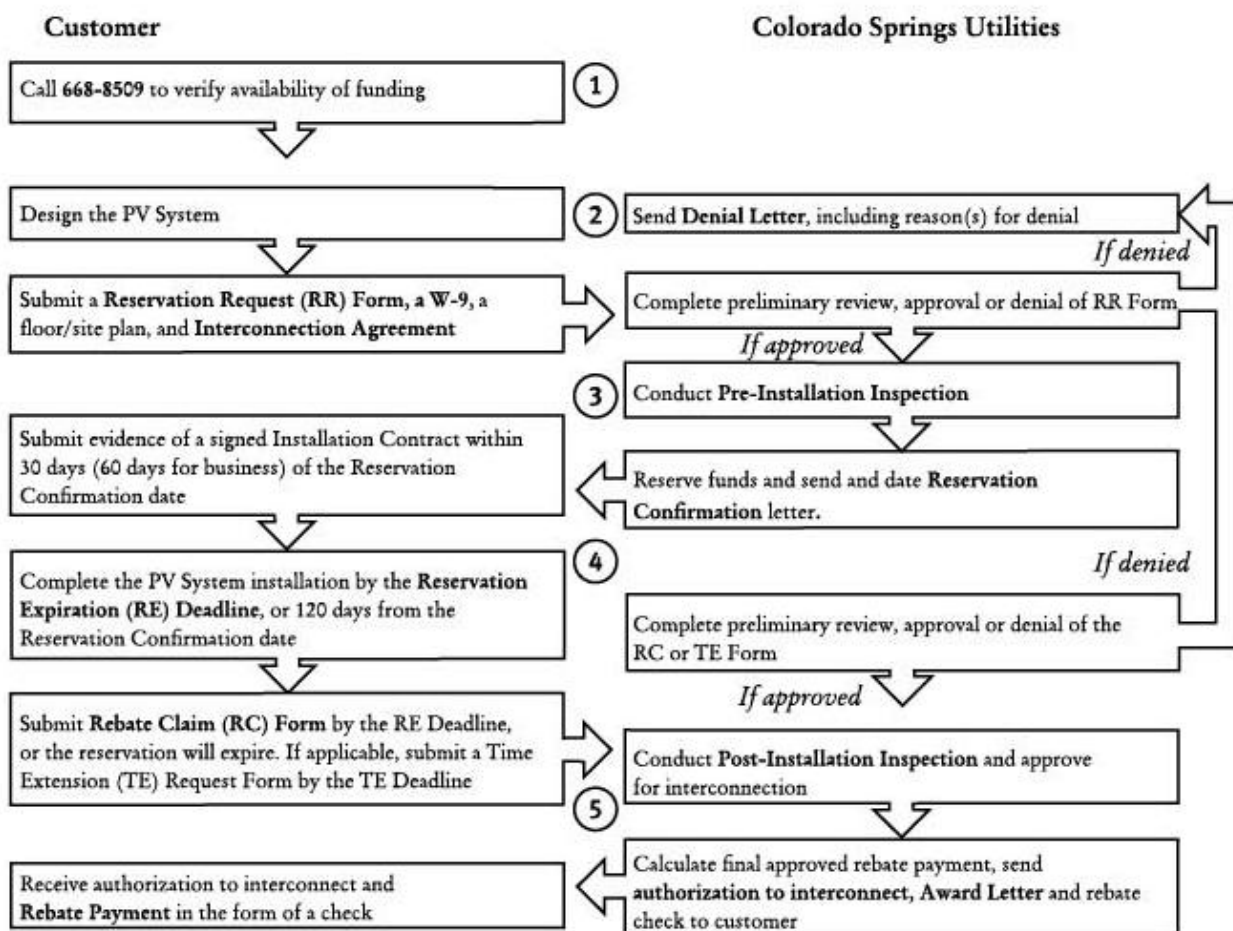 Customer
Colorado Springs Utilities
Call 668-8509 to verify availability of funding
1
Design the PV System
2
Send Denial Letter, including reason(s) for denial
If denied
Submit a Reservation Request (RR) Form, a W-9, a
floor/site plan, and Interconnection Agreement
Complete preliminary review, approval or denial of RR Form
If approved
3
Conduct Pre-Installation Inspection
Submit evidence of a signed Installation Contract within
30 days (60 days for business) of the Reservation
Confirmation date
Reserve funds and send and date Reservation
Confirmation letter.
4
If denied
Complete the PV System installation by the Reservation
Expiration (RE) Deadline, or 120 days from the
Reservation Confirmation date
Complete preliminary review, approval or denial of the
RC or TE Form
If approved
Submit Rebate Claim (RC) Form by the RE Deadline,
or the reservation will expire. If applicable, submit a Time
Extension (TE) Request Form by the TE Deadline
Conduct Post-Installation Inspection and approve
for interconnection
5
Receive authorization to interconnect and
Rebate Payment in the form of a check
Calculate final approved rebate payment, send
authorization to interconnect, Award Letter and rebate
check to customer